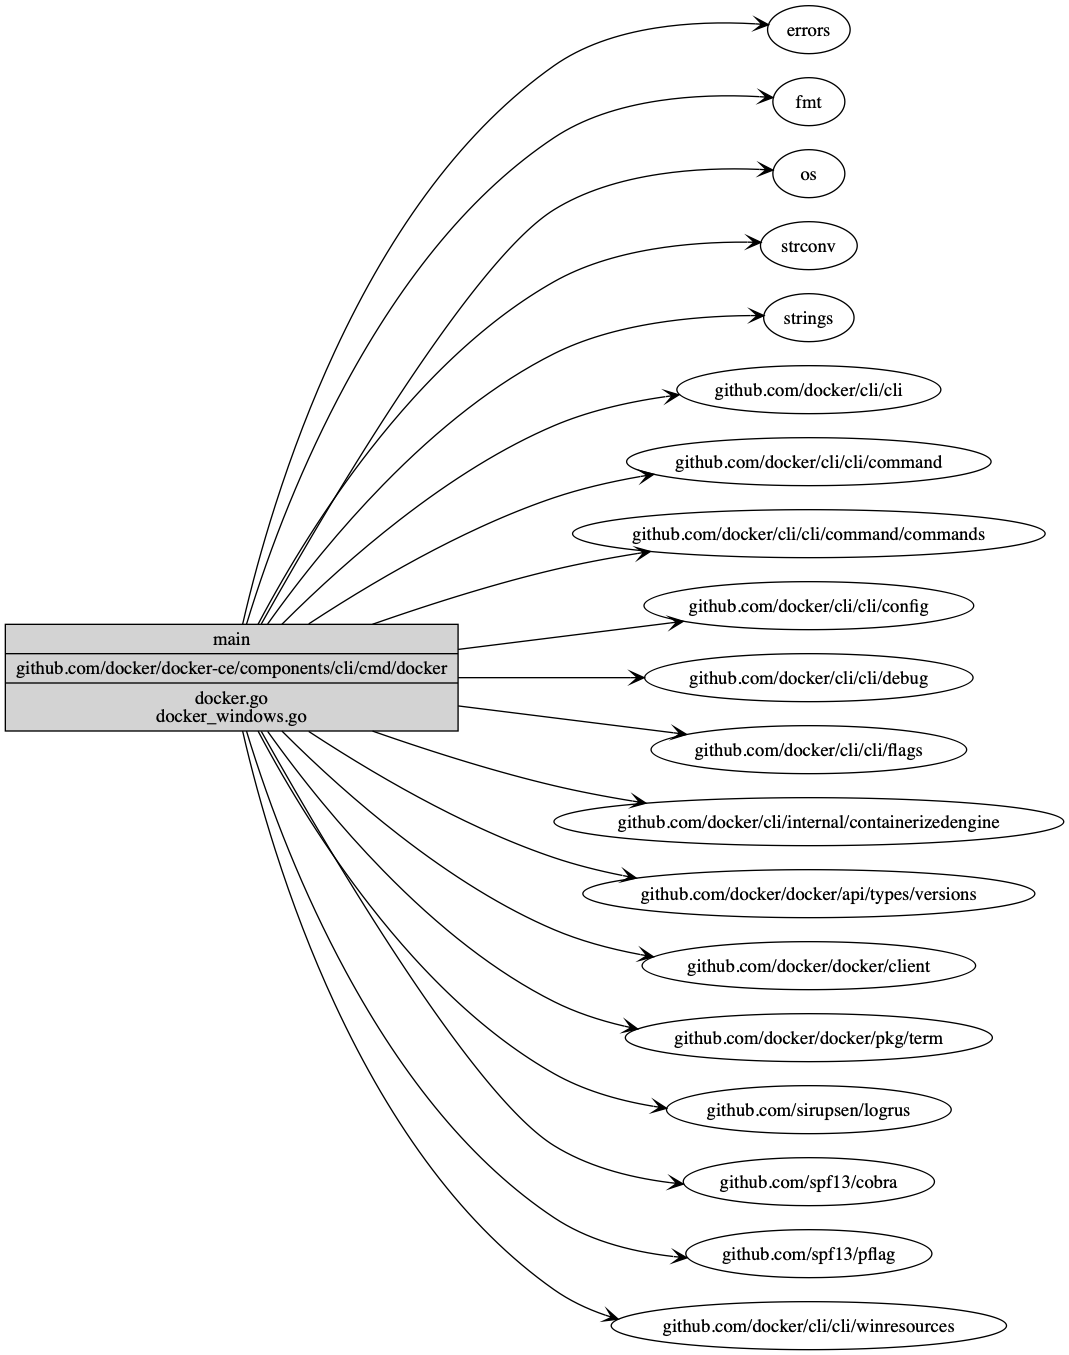 errors
fmt
os
strconv
strings
github.com/docker/cli/cli
github.com/docker/cli/cli/command
github.com/docker/cli/cli/command/commands
github.com/docker/cli/cli/config
main
github.com/docker/docker-ce/components/cli/cmd/docker
docker.go
docker_windows.go
github.com/docker/cli/cli/debug
github.com/docker/cli/cli/flags
github.com/docker/cli/internal/containerizedengine
github.com/docker/docker/api/types/versions
github.com/docker/docker/client
github.com/docker/docker/pkg/term
github.com/sirupsen/logrus
github.com/spf13/cobra
github.com/spf13/pflag
github.com/docker/cli/cli/winresources